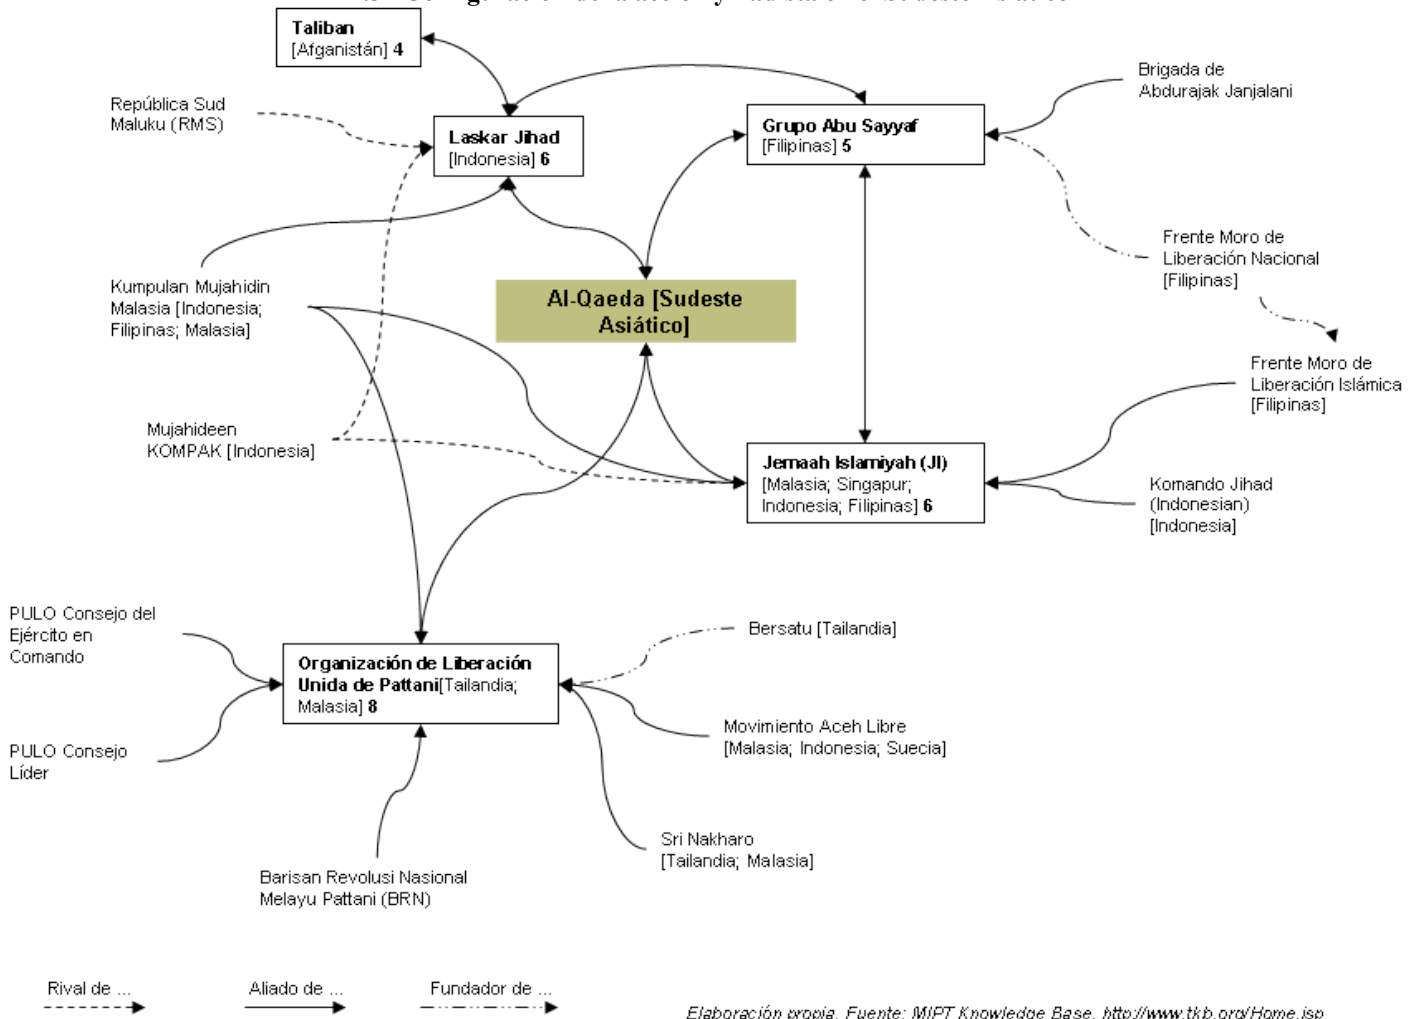 Taliban
[Afganistán] 4
Brigada de
Abdurajak Janjalani
República Sud
Maluku (RMS)
Laskar Jihad
[Indonesia] 6
Grupo Abu Sayyaf
[Filipinas] 5
Frente Moro de
Liberación Nacional
[Filipinas]
Kumpulan Mujahidin
Malasia [Indonesia;
Filipinas; Malasia]
Al-Qaeda [Sudeste
Asiático]
Frente Moro de
Liberación Islámica
[Filipinas]
Mujahideen
KOMPAK [Indonesia]
Jemaah Islamiyah (JI)
[Malasia; Singapur;
Indonesia; Filipinas] 6
Komando Jihad
(Indonesian)
[Indonesia]
PULO Consejo del
Ejército en
Comando
Bersatu [Tailandia]
Organización de Liberación
Unida de Pattani[Tailandia;
Malasia] 8
Movimiento Aceh Libre
[Malasia; Indonesia; Suecia]
PULO Consejo
Líder
Sri Nakharo
[Tailandia; Malasia]
Barisan Revolusi Nasional
Melayu Pattani (BRN)
Rival de ...
Aliado de ...
Fundador de ...
Elaboración propia. Fuente: MIPT Knowledge Base. http://www.tkb.org/Home.jsp